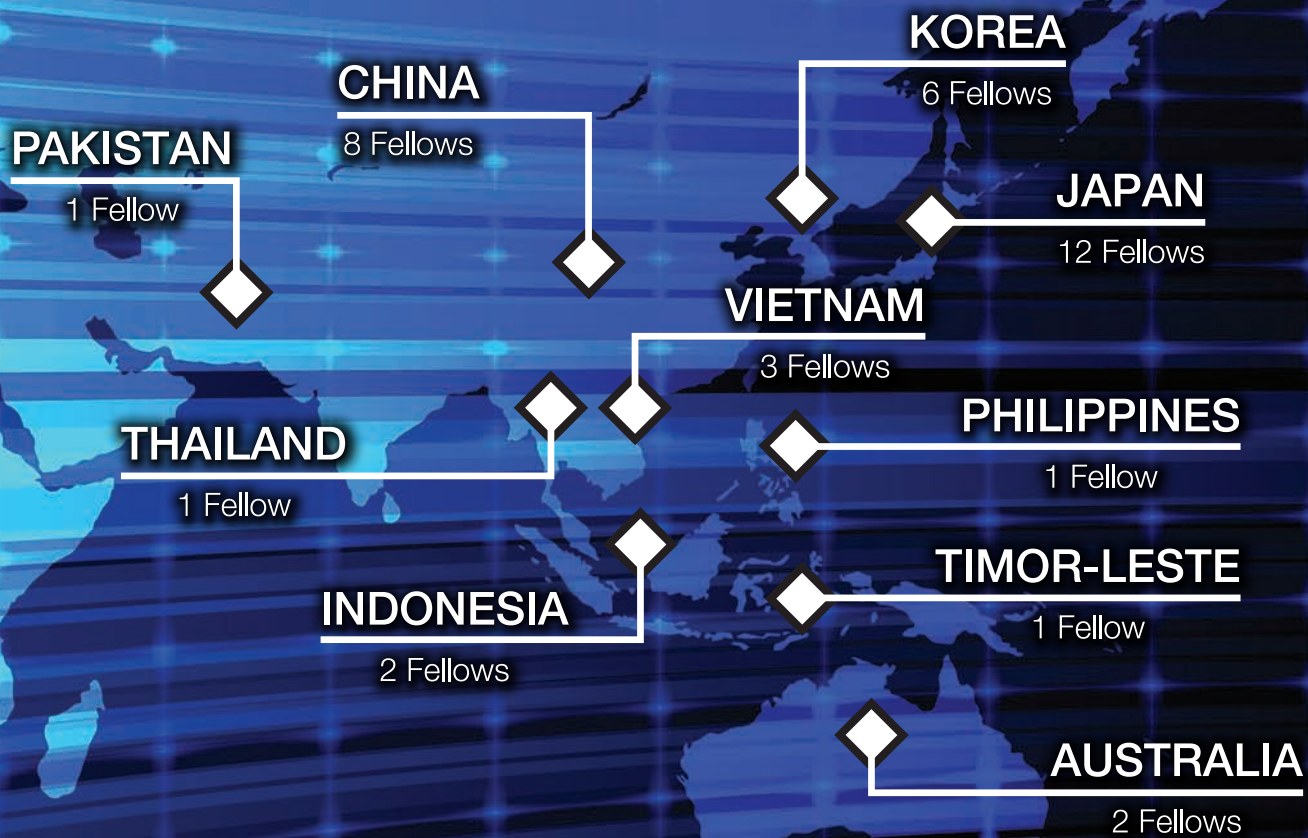 KOREA
6 Fellows
CHINA
8 Fellows
PAKISTAN
1 Fellow
JAPAN
12 Fellows
VIETNAM
3 Fellows
PHILIPPINES
1 Fellow
THAILAND
1 Fellow
TIMOR-LESTE
1 Fellow
INDONESIA
2 Fellows
AUSTRALIA
2 Fellows